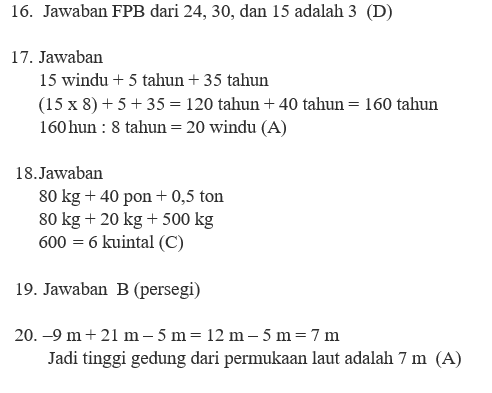 16. Jawaban FPB dari 24, 30, dan 15 adalah 3 (D)
17. Jawaban
15 windu + 5 tahun + 35 tahun
(15 x 8) + 5 + 35 = 120 tahun + 40 tahun = 160 tahun
160 hun : 8 tahun = 20 windu (A)
18.Jawaban
80 kg + 40 pon + 0,5 ton
80 kg + 20 kg + 500 kg
600 = 6 kuintal (C)
19. Jawaban B (persegi)
20. –9 m + 21 m – 5 m = 12 m – 5 m = 7 m
Jadi tinggi gedung dari permukaan laut adalah 7 m (A)